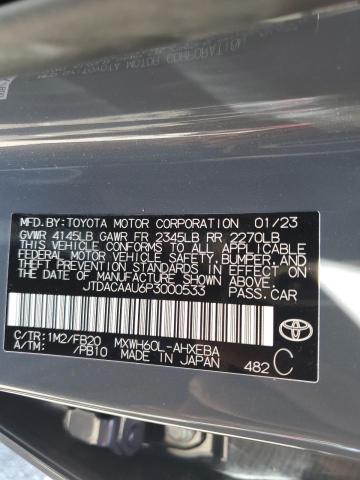 MFD.BY:TOYOTA MOTOR CORPORATION 01/23
GVWR 4145LB GAWR FR 2345LB RR 2270LB
THIS VEHICLE CONFORMS TO ALL APPLICABLE
FEDERAL MOTOR VEHICLE SAFETY,BUMPER,AND
THEFT PREVENTION STANDARDS IN EFFECT ON
THE DATE OF MANUFACTURE SHOWN ABOVE.
JTDACAAU6P3000533 PASS.CAR
C/TR:1M2/FB20 MXWH60L-AHXEBA
A/TM: /PB10 MADE IN JAPAN 482 C
TOYOTA